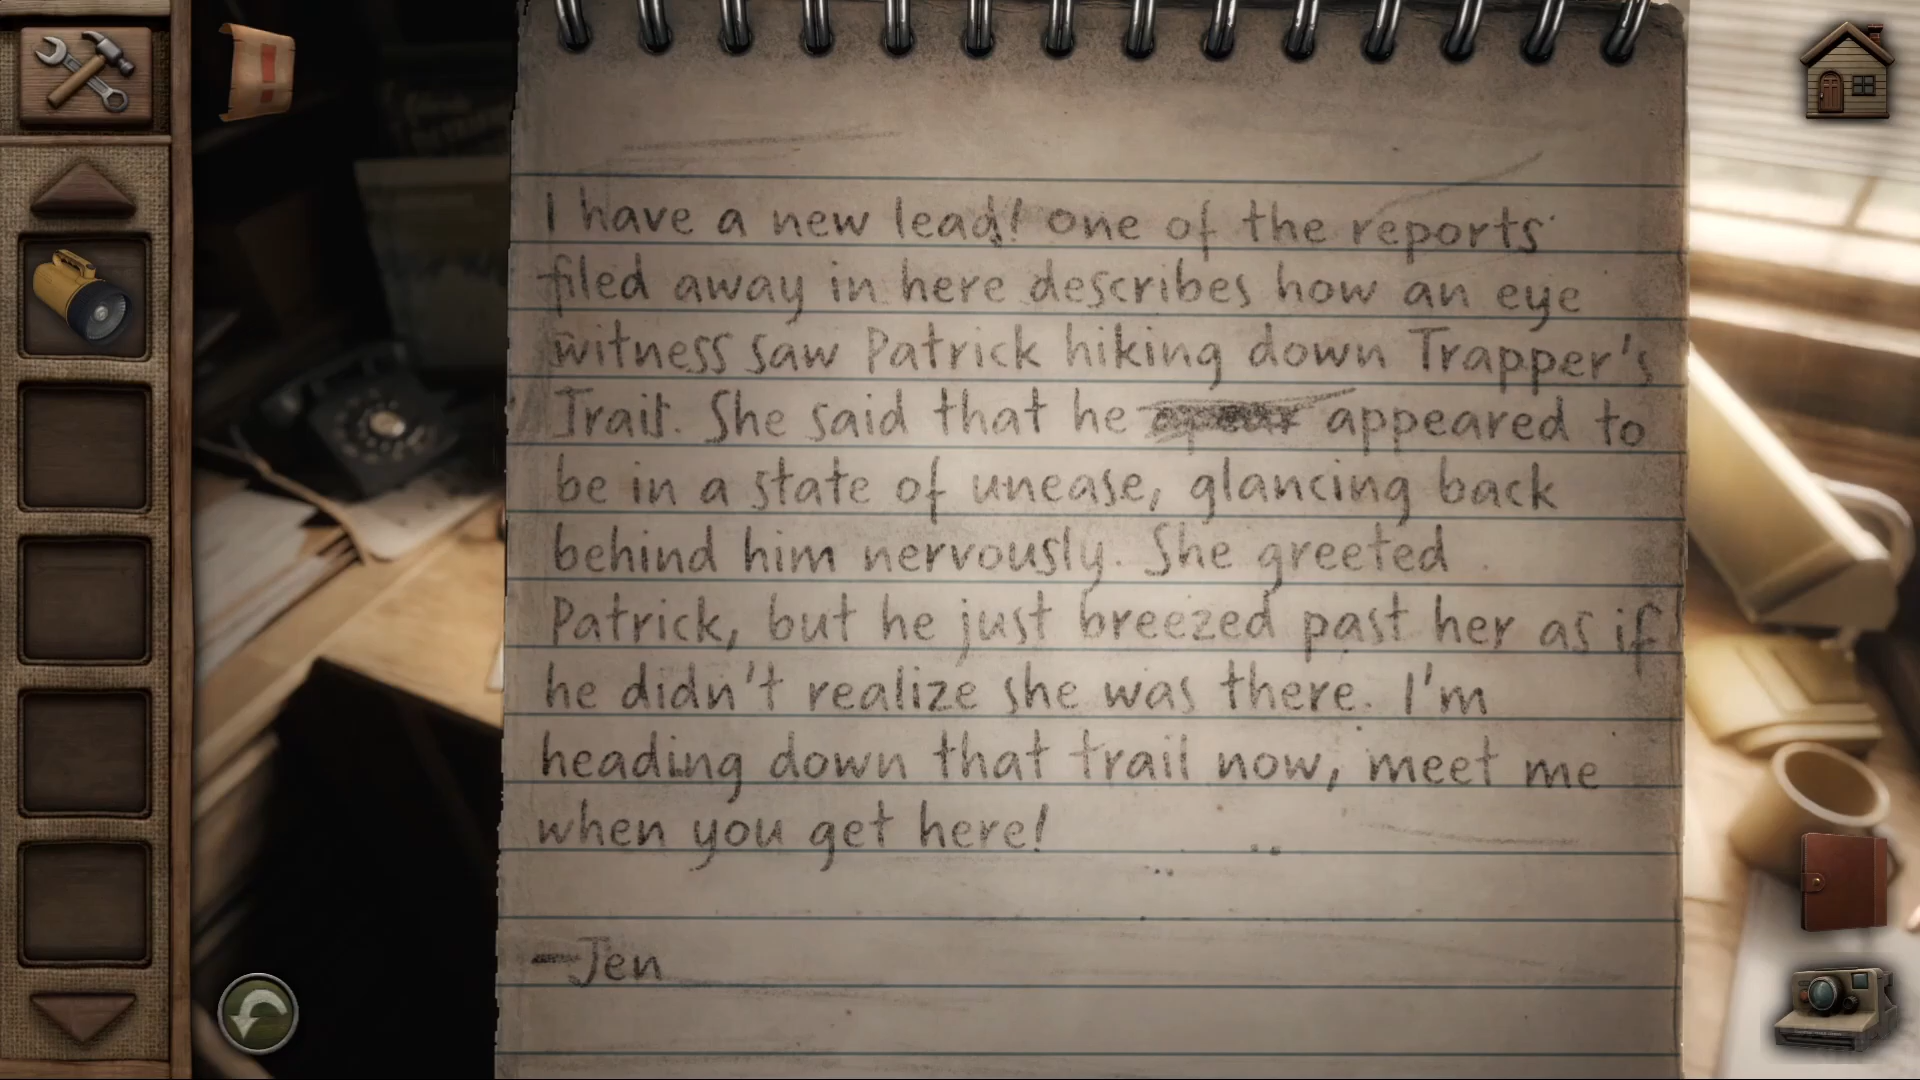 I have a new lead! One of the reports
filed away in here describes how an eye
witness saw Patrick hiking down Trapper's
Trail. She said that he appeared to
be in a state of unease, glancing back
behind him nervously. She greeted
Patrick, but he just breezed past her as if
he didn't realize she was there. I'm
heading down that trail now, meet me
when you get here!
-Jen